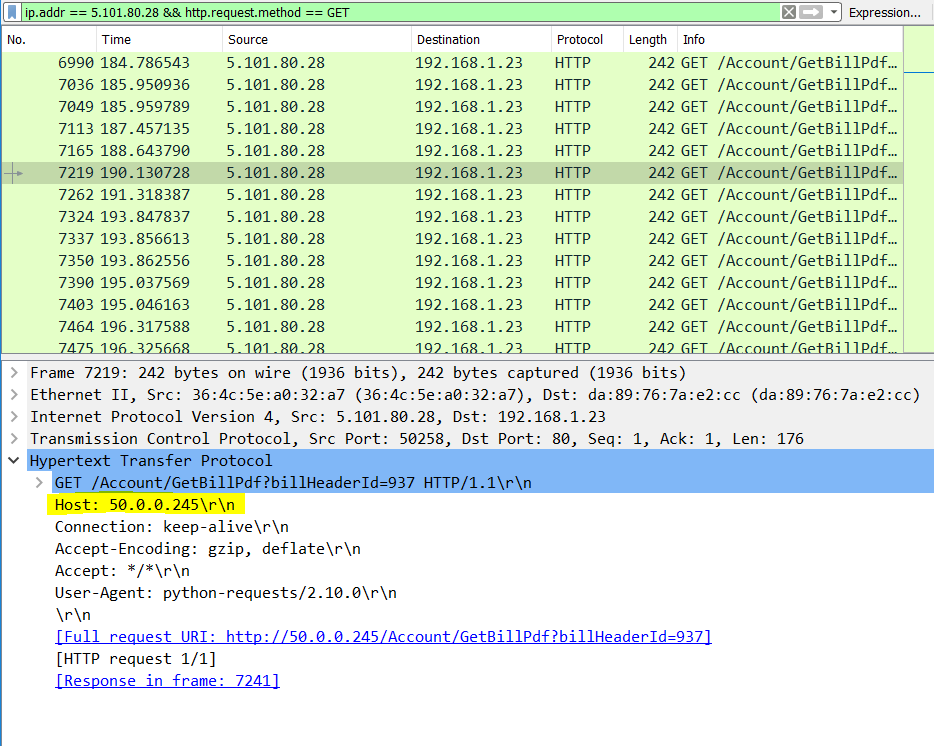 ip.addr == 5.101.80.28 && http.request.method == GET Expression...
No. Time Source Destination Protocol Length Info
6990 184.786543 5.101.80.28 192.168.1.23 HTTP 242 GET /Account/GetBillPdf…
7036 185.950936 5.101.80.28 192.168.1.23 HTTP 242 GET /Account/GetBillPdf…
7049 185.959789 5.101.80.28 192.168.1.23 HTTP 242 GET /Account/GetBillPdf…
7113 187.457135 5.101.80.28 192.168.1.23 HTTP 242 GET /Account/GetBillPdf…
7165 188.643790 5.101.80.28 192.168.1.23 HTTP 242 GET /Account/GetBillPdf…
7219 190.130728 5.101.80.28 192.168.1.23 HTTP 242 GET /Account/GetBillPdf…
7262 191.318387 5.101.80.28 192.168.1.23 HTTP 242 GET /Account/GetBillPdf…
7324 193.847837 5.101.80.28 192.168.1.23 HTTP 242 GET /Account/GetBillPdf…
7337 193.856613 5.101.80.28 192.168.1.23 HTTP 242 GET /Account/GetBillPdf…
7350 193.862556 5.101.80.28 192.168.1.23 HTTP 242 GET /Account/GetBillPdf…
7390 195.037569 5.101.80.28 192.168.1.23 HTTP 242 GET /Account/GetBillPdf…
7403 195.046163 5.101.80.28 192.168.1.23 HTTP 242 GET /Account/GetBillPdf…
7464 196.317588 5.101.80.28 192.168.1.23 HTTP 242 GET /Account/GetBillPdf…
7475 196.325668 5.101.80.28 192.168.1.23 HTTP 242 GET /Account/GetBillPdf…
Frame 7219: 242 bytes on wire (1936 bits), 242 bytes captured (1936 bits)
Ethernet II, Src: 36:4c:5e:a0:32:a7 (36:4c:5e:a0:32:a7), Dst: da:89:76:7a:e2:cc (da:89:76:7a:e2:cc)
Internet Protocol Version 4, Src: 5.101.80.28, Dst: 192.168.1.23
Transmission Control Protocol, Src Port: 50258, Dst Port: 80, Seq: 1, Ack: 1, Len: 176
Hypertext Transfer Protocol
GET /Account/GetBillPdf?billHeaderId=937 HTTP/1.1\r\n
Host: 50.0.0.245\r\n
Connection: keep-alive\r\n
Accept-Encoding: gzip, deflate\r\n
Accept: */*\r\n
User-Agent: python-requests/2.10.0\r\n
\r\n
[Full request URI: http://50.0.0.245/Account/GetBillPdf?billHeaderId=937]
[HTTP request 1/1]
[Response in frame: 7241]